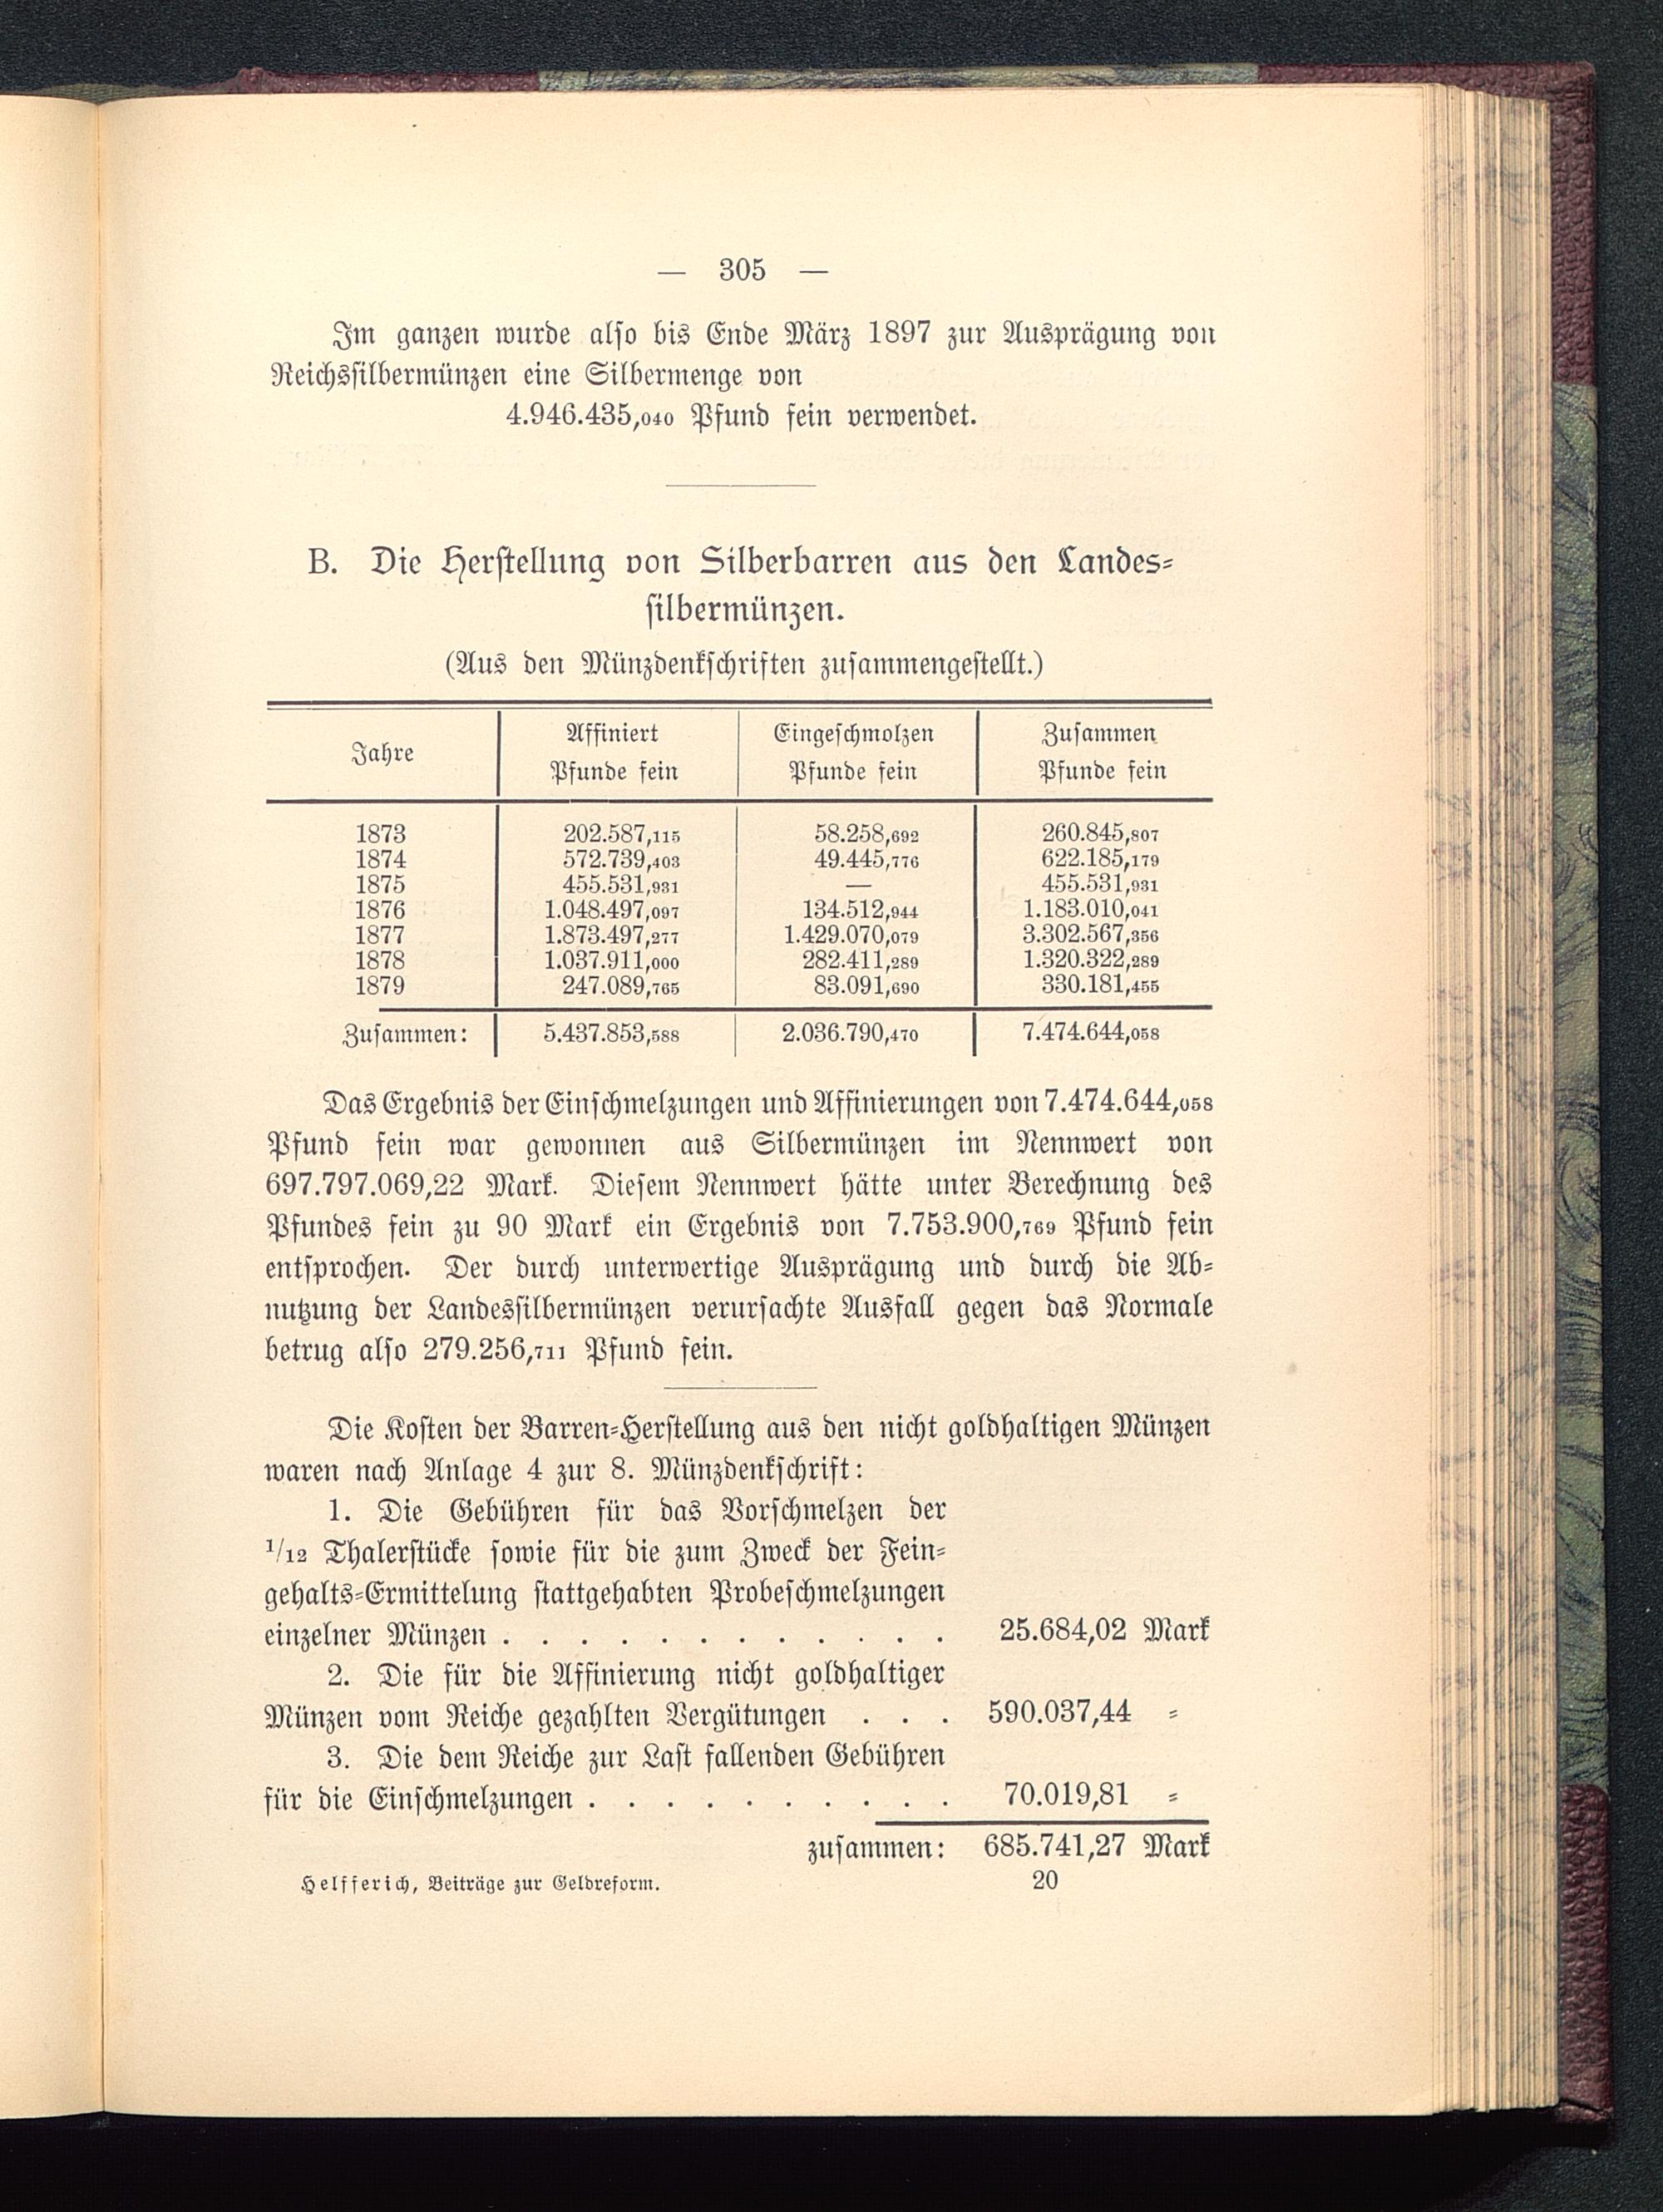 — 305 —
Im ganzen wurde also bis Ende März 1897 zur Ausprägung von
Reichssilbermünzen eine Silbermenge von
4.946.435,040 Pfund fein verwendet.
B. Die Herstellung von Silberbarren aus den Landes-
silbermünzen.
(Aus den Münzdenkschriften zusammengestellt.)
Jahre Affiniert Pfunde fein Eingeschmolzen Pfunde fein Zusammen Pfunde fein
1873 202.587,115 58.258,692 260.845,807
1874 572.739,403 49.445,776 622.185,179
1875 455.531,931 — 455.531,931
1876 1.048.497,097 134.512,944 1.183.010,041
1877 1.873.497,277 1.429.070,079 3.302.567,356
1878 1.037.911,000 282.411,289 1.320.322,289
1879 247.089,765 83.091,690 330.181,455
Zusammen: 5.437.853,588 2.036.790,470 7.474.644,058
Das Ergebnis der Einschmelzungen und Affinierungen von 7.474.644,058
Pfund fein war gewonnen aus Silbermünzen im Nennwert von
697.797.069,22 Mark. Diesem Nennwert hätte unter Berechnung des
Pfundes fein zu 90 Mark ein Ergebnis von 7.753.900,769 Pfund fein
entsprochen. Der durch unterwertige Ausprägung und durch die Ab-
nutzung der Landessilbermünzen verursachte Ausfall gegen das Normale
betrug also 279.256,711 Pfund fein.
Die Kosten der Barren-Herstellung aus den nicht goldhaltigen Münzen
waren nach Anlage 4 zur 8. Münzdenkschrift:
1. Die Gebühren für das Vorschmelzen der
1/12 Thalerstücke sowie für die zum Zweck der Fein-
gehalts-Ermittelung stattgehabten Probeschmelzungen
einzelner Münzen . . . . . . . . . . . . 25.684,02 Mark
2. Die für die Affinierung nicht goldhaltiger
Münzen vom Reiche gezahlten Vergütungen . . . 590.037,44 =
3. Die dem Reiche zur Last fallenden Gebühren
für die Einschmelzungen . . . . . . . . . . 70.019,81 =
zusammen: 685.741,27 Mark
Helfferich, Beiträge zur Geldreform. 20